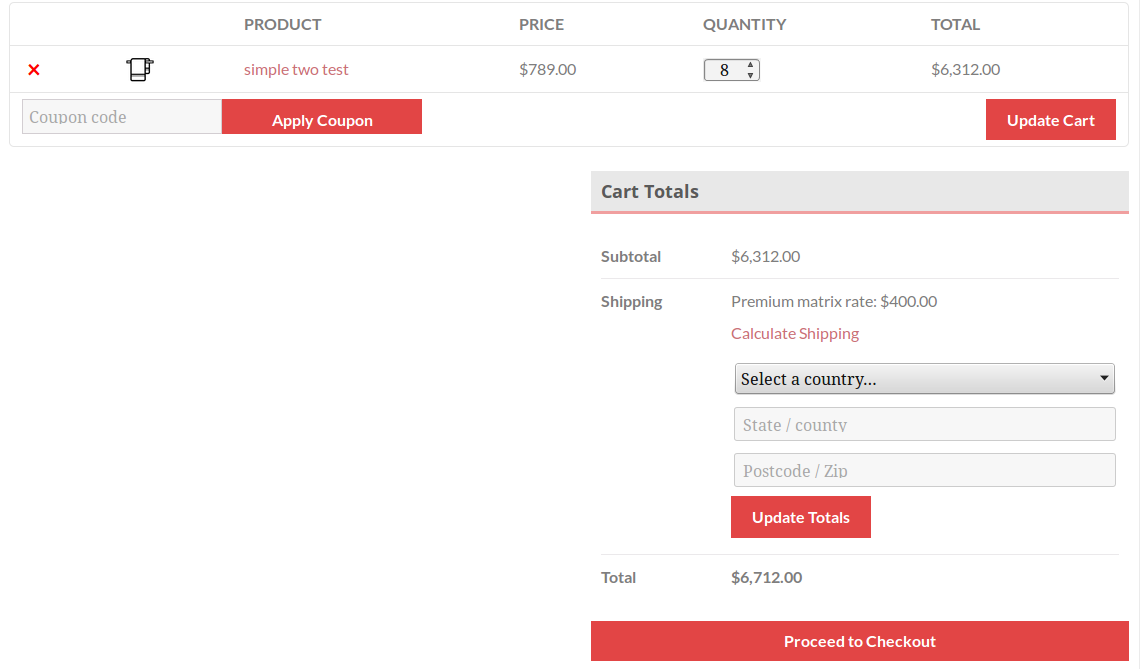 PRODUCT PRICE QUANTITY TOTAL
× simple two test $789.00 8 $6,312.00
Coupon code Apply Coupon Update Cart
Cart Totals
Subtotal $6,312.00
Shipping Premium matrix rate: $400.00
Calculate Shipping
Select a country...
State / county
Postcode / Zip
Update Totals
Total $6,712.00
Proceed to Checkout